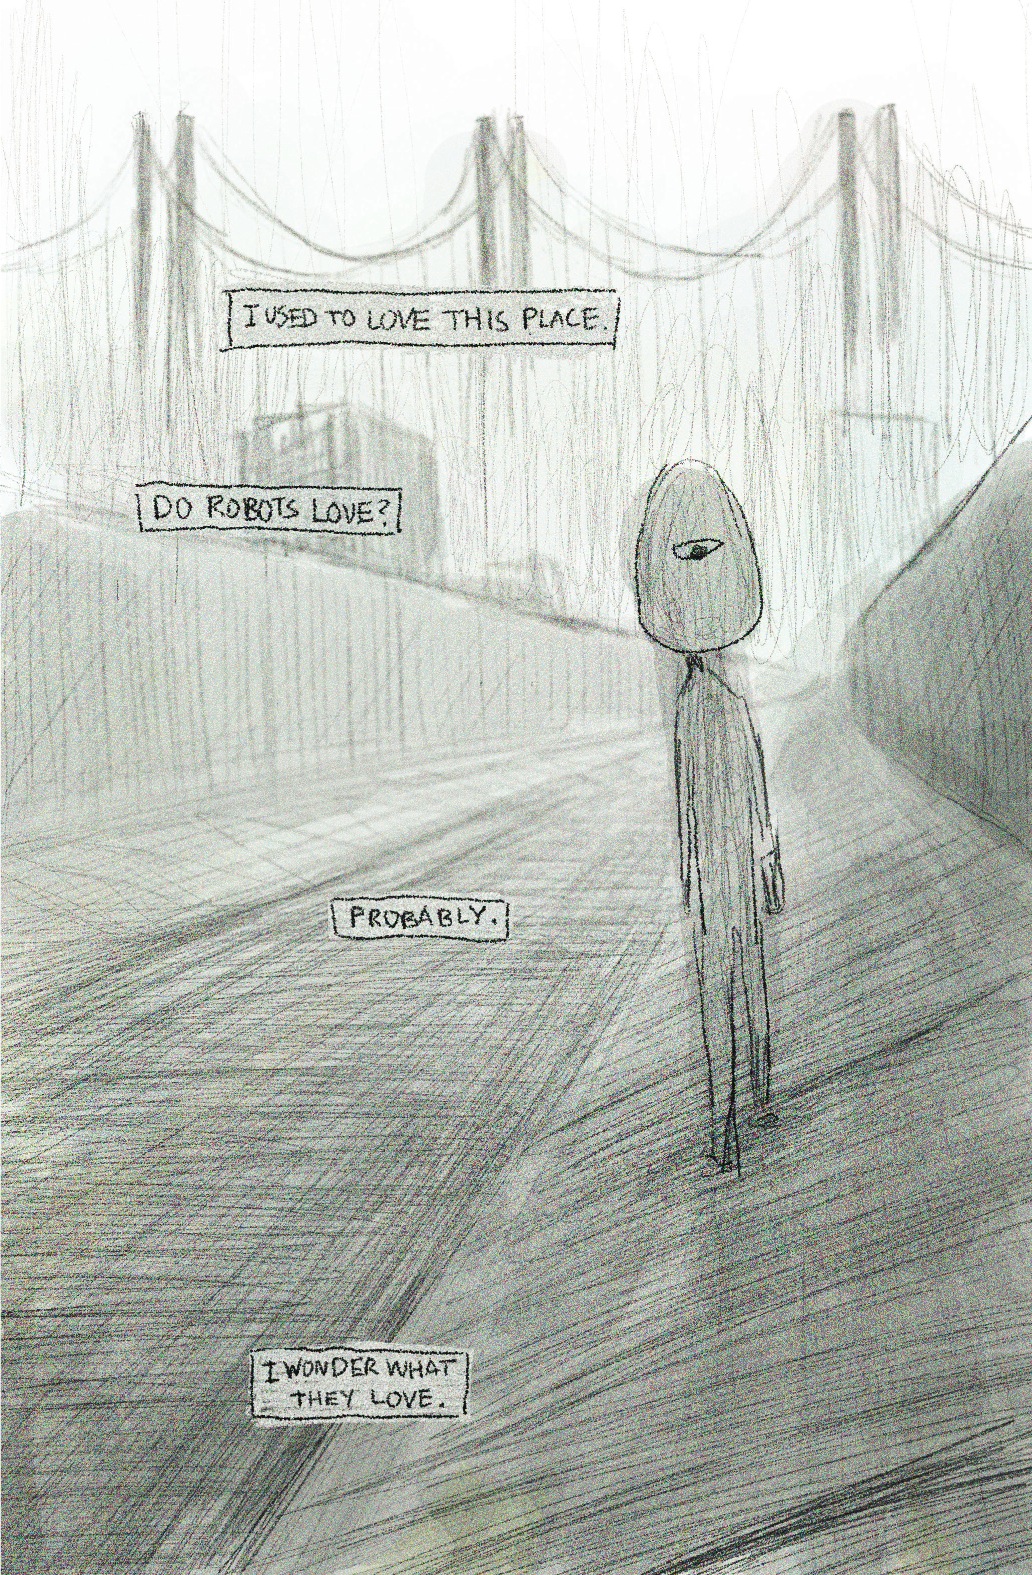 I USED TO LOVE THIS PLACE.
DO ROBOTS LOVE?
PROBABLY.
I WONDER WHAT
THEY LOVE.